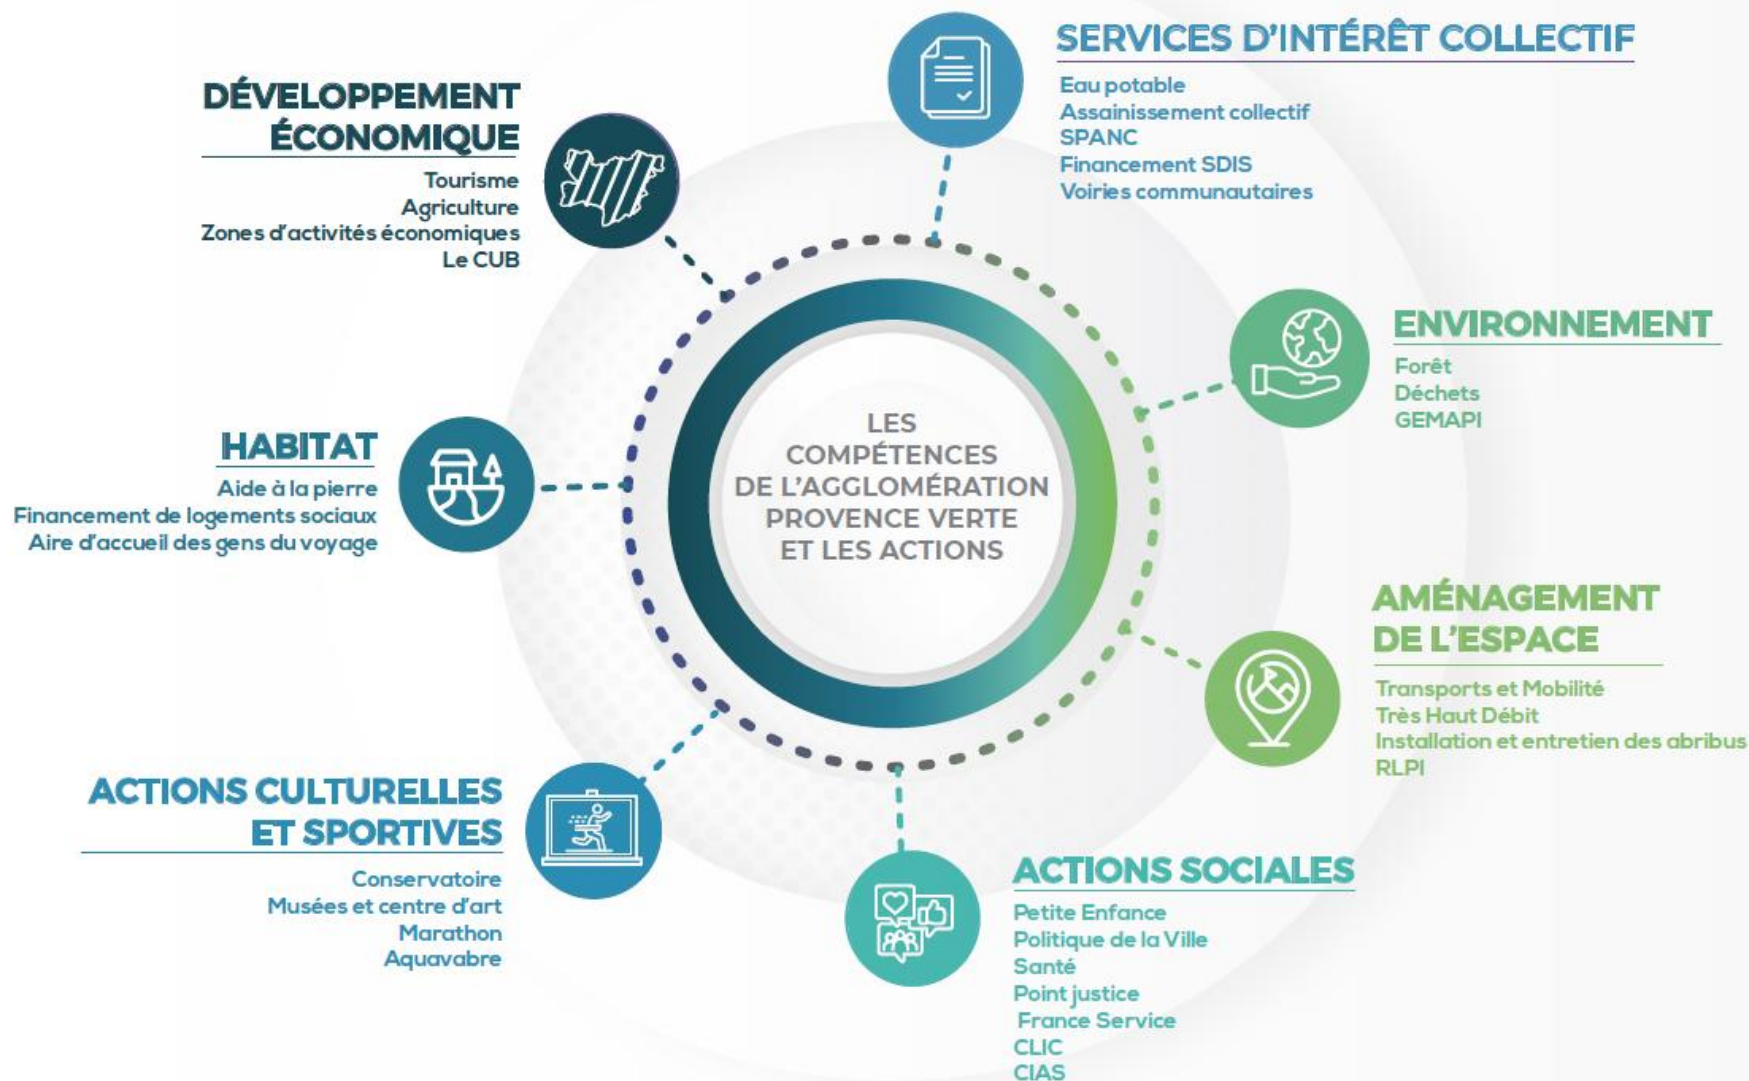 SERVICES D'INTÉRÊT COLLECTIF
Eau potable
Assainissement collectif
SPANC
Financement SDIS
Voiries communautaires
DÉVELOPPEMENT
ÉCONOMIQUE
Tourisme
Agriculture
Zones d'activités économiques
Le CUB
ENVIRONNEMENT
Forêt
Déchets
GEMAPI
LES
COMPÉTENCES
DE L'AGGLOMÉRATION
PROVENCE VERTE
ET LES ACTIONS
HABITAT
Aide à la pierre
Financement de logements sociaux
Aire d'accueil des gens du voyage
AMÉNAGEMENT
DE L'ESPACE
Transports et Mobilité
Très Haut Débit
Installation et entretien des abribus
RLPI
ACTIONS CULTURELLES
ET SPORTIVES
Conservatoire
Musées et centre d'art
Marathon
Aquavabre
ACTIONS SOCIALES
Petite Enfance
Politique de la Ville
Santé
Point justice
France Service
CLIC
CIAS